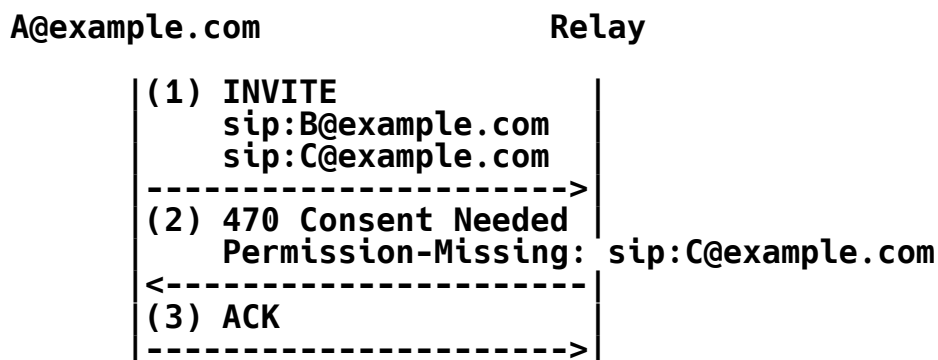 A@example.com                  Relay
|(1) INVITE                |
|    sip:B@example.com     |
|    sip:C@example.com     |
|----------------------->|
|(2) 470 Consent Needed    |
|    Permission-Missing: sip:C@example.com
|<-----------------------|
|(3) ACK                   |
|----------------------->|